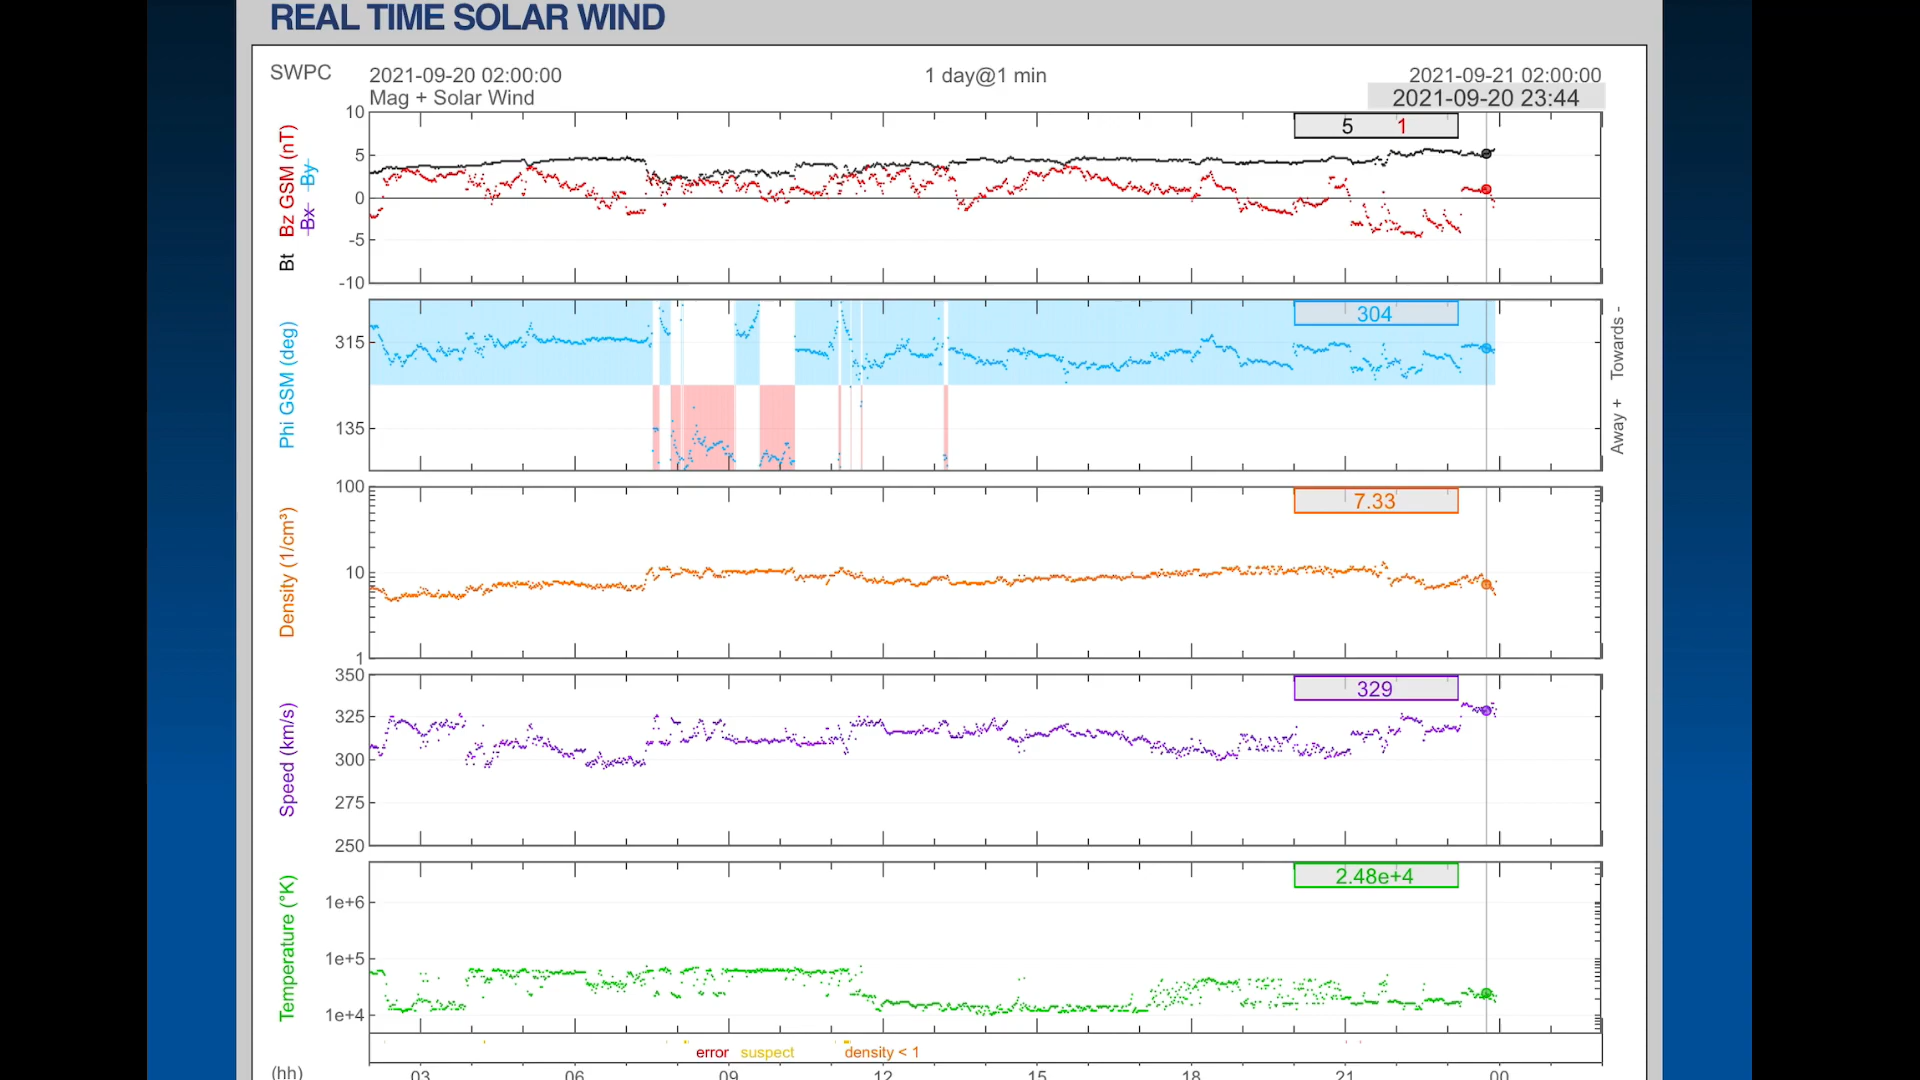 REAL TIME SOLAR WIND
SWPC 2021-09-20 02:00:00 1 day@1 min 2021-09-21 02:00:00
Mag + Solar Wind 2021-09-20 23:44
Bt Bz GSM (nT)
Bx By
10
5
0
-5
-10
5 1
Phi GSM (deg)
315
135
304
Away + Towards -
Density (1/cm³)
100
10
1
7.33
Speed (km/s)
350
325
300
275
250
329
Temperature (°K)
1e+6
1e+5
1e+4
2.48e+4
error suspect density < 1
(hh) 03 06 09 12 15 18 21 00